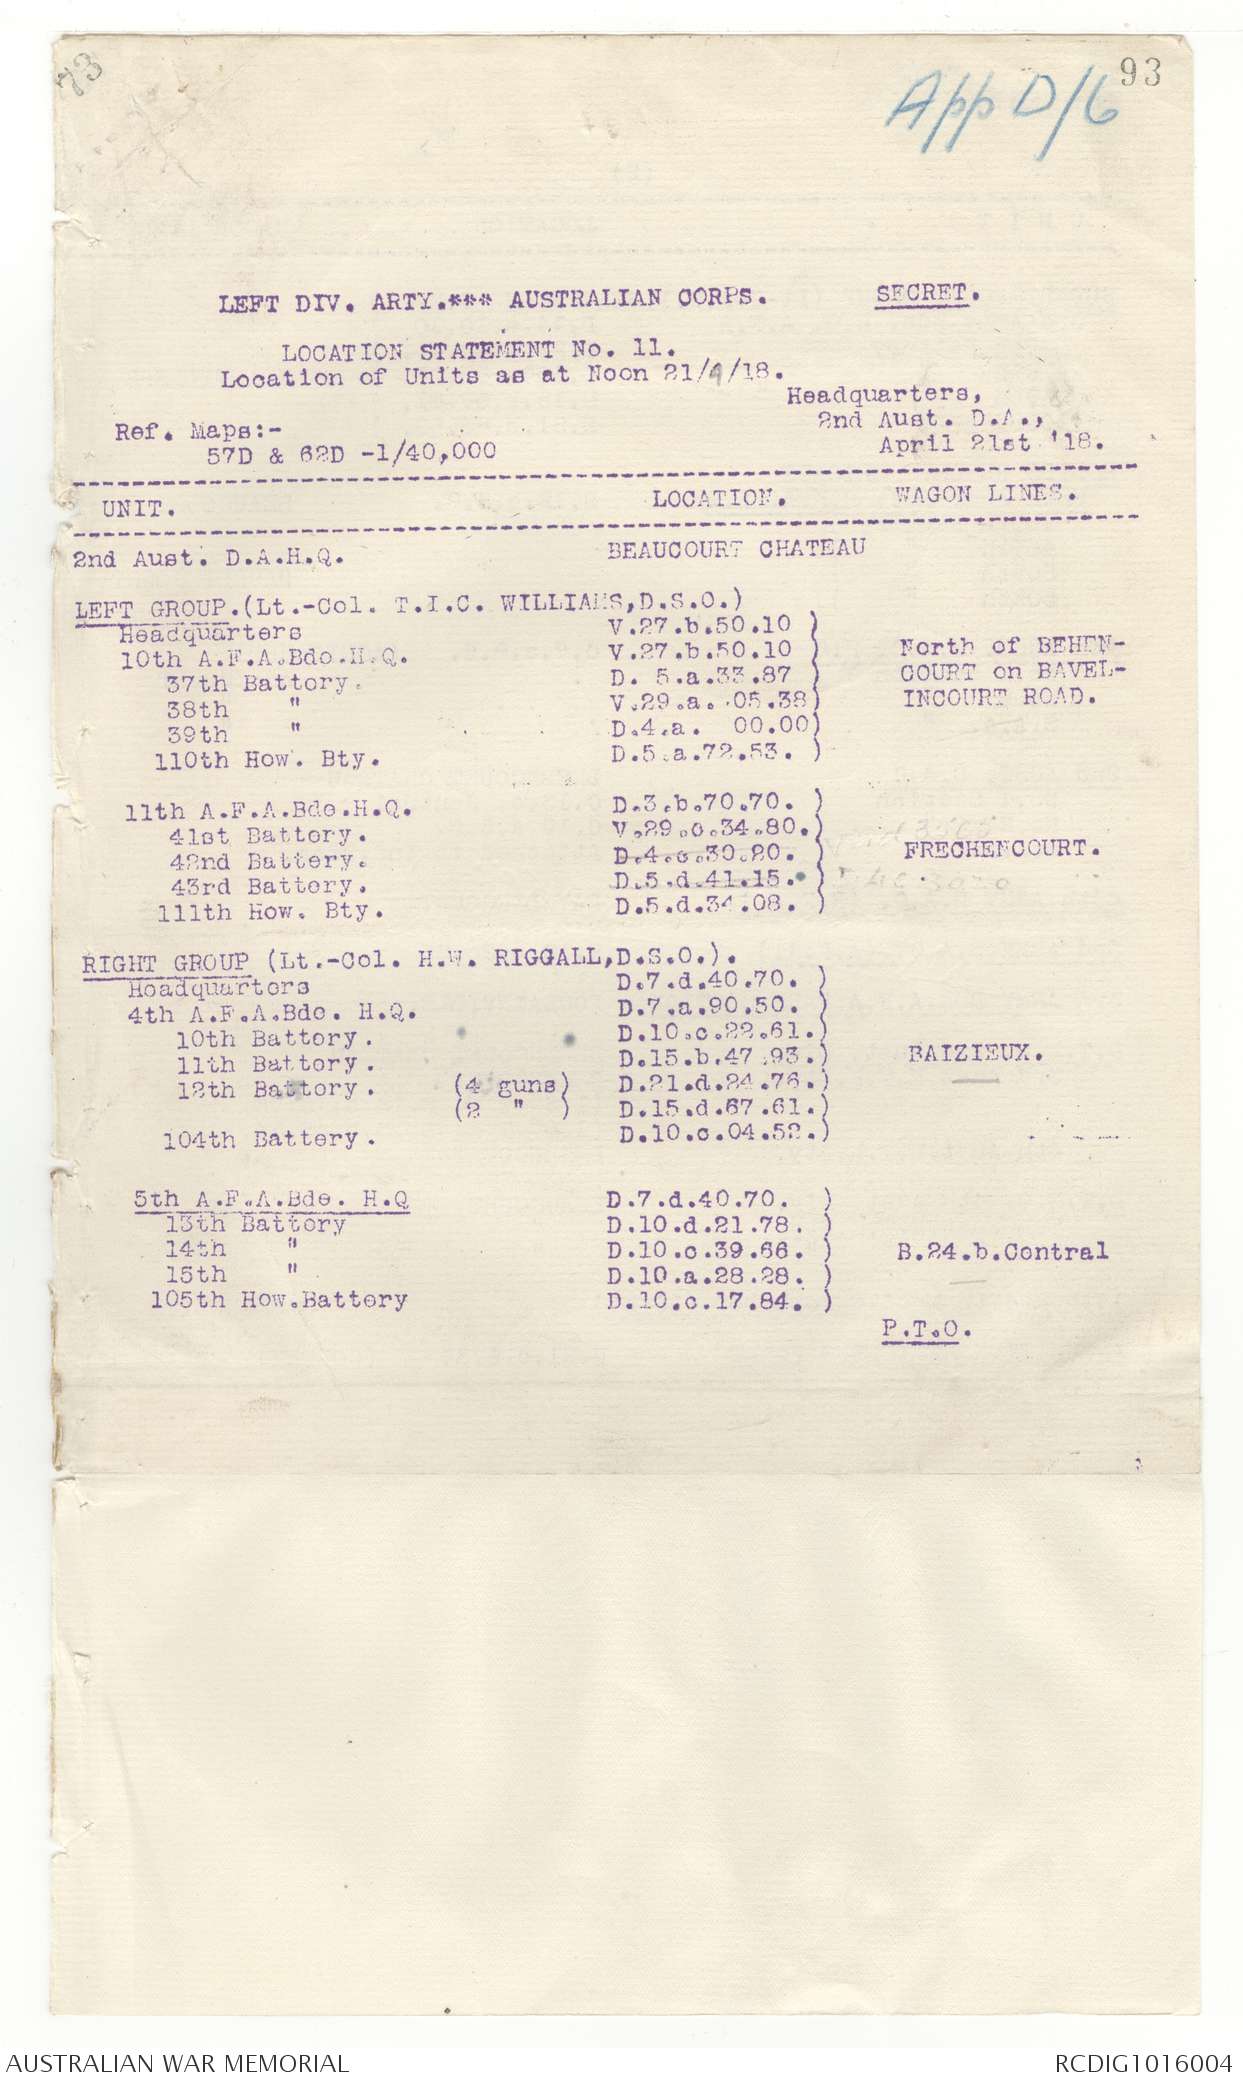 73
93
App D/6
LEFT DIV. ARTY.*** AUSTRALIAN CORPS. SECRET.
LOCATION STATEMENT No. 11.
Location of Units as at Noon 21/4/18.
Headquarters,
2nd Aust. D.A.,
April 21st '18.
Ref. Maps:-
57D & 62D -1/40,000
UNIT. LOCATION. WAGON LINES.
2nd Aust. D.A.H.Q. BEAUCOURT CHATEAU
LEFT GROUP.(Lt.-Col. T.I.C. WILLIAMS,D.S.O.)
Headquarters V.27.b.50.10 )
10th A.F.A.Bde.H.Q. V.27.b.50.10 ) North of BEHEN-
37th Battery. D. 5.a.33.87 ) COURT on BAVEL-
38th " V.29.a. 05.38) INCOURT ROAD.
39th " D.4.a. 00.00)
110th How. Bty. D.5.a.72.53. )
11th A.F.A.Bde.H.Q. D.3.b.70.70. )
41st Battery. V.29.c.34.80.)
42nd Battery. D.4.c.30.20. ) FRECHENCOURT.
43rd Battery. D.5.d.41.15. )
111th How. Bty. D.5.d.34.08. )
RIGHT GROUP (Lt.-Col. H.W. RIGGALL,D.S.O.).
Headquarters D.7.d.40.70. )
4th A.F.A.Bde. H.Q. D.7.a.90.50. )
10th Battery. D.10.c.22.61.)
11th Battery. D.15.b.47.93.) BAIZIEUX.
12th Battery. (4 guns) D.21.d.24.76.)
(2 " ) D.15.d.67.61.)
104th Battery. D.10.c.04.52.)
5th A.F.A.Bde. H.Q D.7.d.40.70. )
13th Battery D.10.d.21.78. )
14th " D.10.c.39.66. ) B.24.b.Central
15th " D.10.a.28.28. )
105th How.Battery D.10.c.17.84. )
P.T.O.
AUSTRALIAN WAR MEMORIAL RCDIG1016004